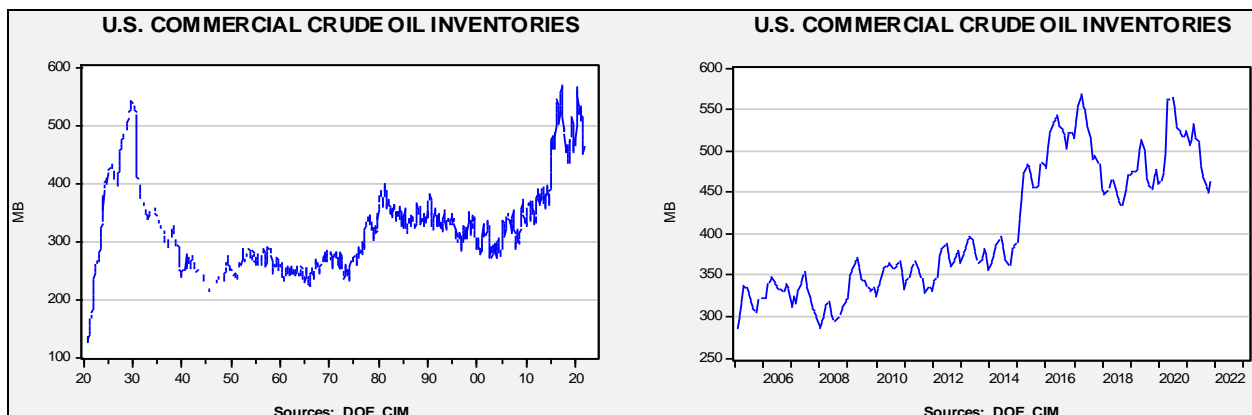 U.S. COMMERCIAL CRUDE OIL INVENTORIES
600
500
400
300
200
100
MB
20 30 40 50 60 70 80 90 00 10 20
Sources: DOE, CIM
U.S. COMMERCIAL CRUDE OIL INVENTORIES
600
550
500
450
400
350
300
250
MB
2006 2008 2010 2012 2014 2016 2018 2020 2022
Sources: DOE, CIM